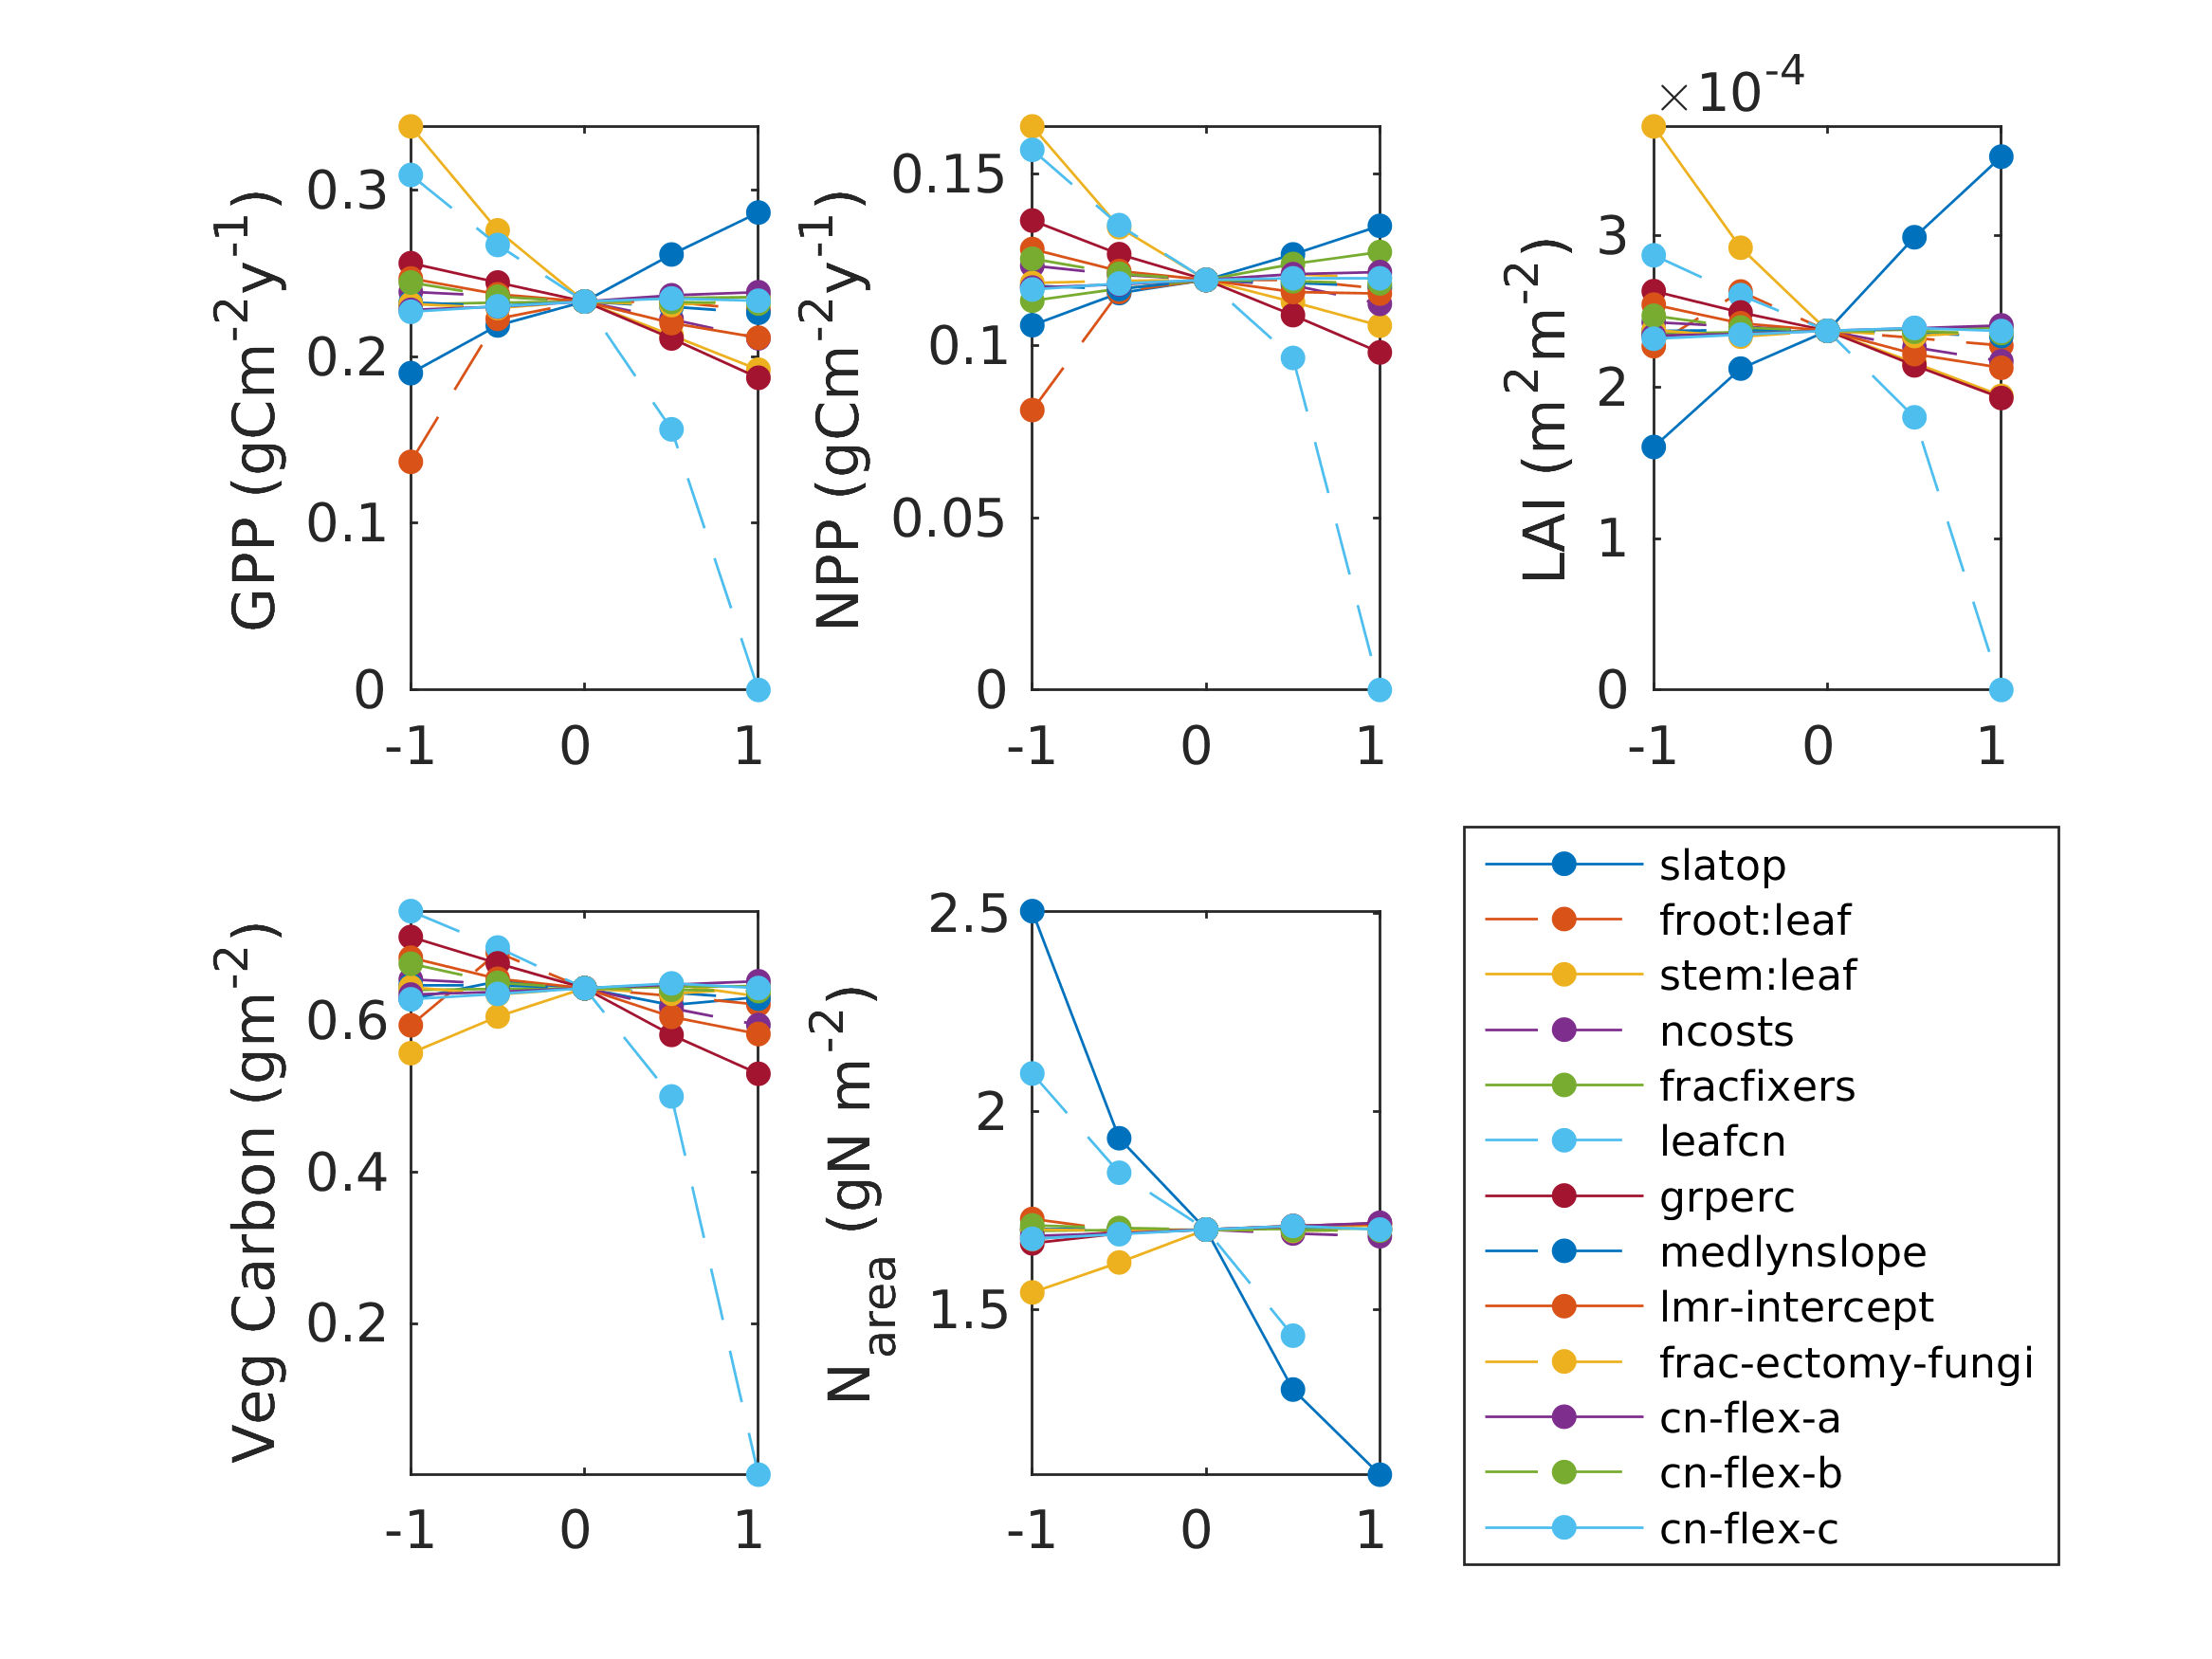 GPP (gCm-2y-1)
0.3
0.2
0.1
0
-1 0 1
NPP (gCm-2y-1)
0.15
0.1
0.05
0
-1 0 1
×10-4
LAI (m2m-2)
3
2
1
0
-1 0 1
Veg Carbon (gm-2)
0.6
0.4
0.2
-1 0 1
Narea (gN m-2)
2.5
2
1.5
-1 0 1
slatop
froot:leaf
stem:leaf
ncosts
fracfixers
leafcn
grperc
medlynslope
lmr-intercept
frac-ectomy-fungi
cn-flex-a
cn-flex-b
cn-flex-c